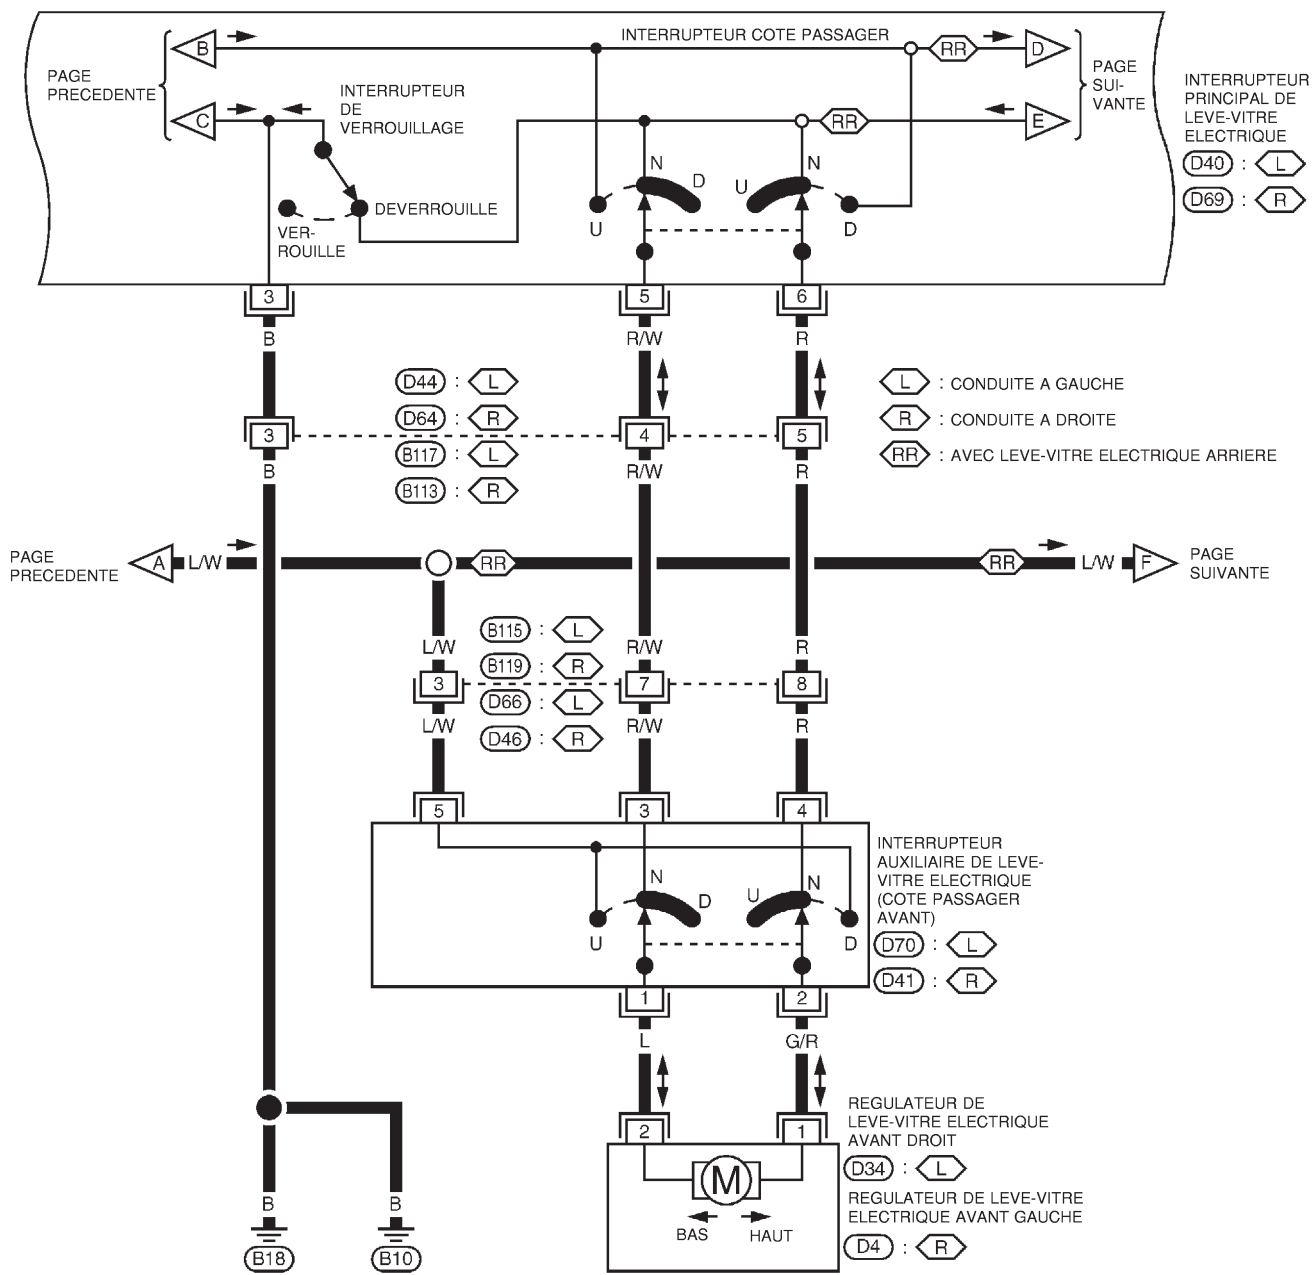 B
INTERRUPTEUR COTE PASSAGER
RR
D
PAGE
PRECEDENTE
C
INTERRUPTEUR
DE
VERROUILLAGE
RR
E
PAGE
SUI-
VANTE
INTERRUPTEUR
PRINCIPAL DE
LEVE-VITRE
ELECTRIQUE
D40 : L
D69 : R
N
D
U
N
U
D
DEVERROUILLE
VER-
ROUILLE
3
5
6
B
R/W
R
D44 : L
D64 : R
B117 : L
B113 : R
L : CONDUITE A GAUCHE
R : CONDUITE A DROITE
RR : AVEC LEVE-VITRE ELECTRIQUE ARRIERE
3
4
5
B
R/W
R
PAGE
PRECEDENTE
A
L/W
RR
RR
L/W
F
PAGE
SUIVANTE
B115 : L
B119 : R
D66 : L
D46 : R
L/W
R/W
R
3
7
8
L/W
R/W
R
5
3
4
INTERRUPTEUR
AUXILIAIRE DE LEVE-
VITRE ELECTRIQUE
(COTE PASSAGER
AVANT)
D70 : L
D41 : R
N
D
U
N
U
D
1
2
L
G/R
2
1
REGULATEUR DE
LEVE-VITRE ELECTRIQUE
AVANT DROIT
D34 : L
REGULATEUR DE LEVE-VITRE
ELECTRIQUE AVANT GAUCHE
D4 : R
M
BAS
HAUT
B
B
B18
B10